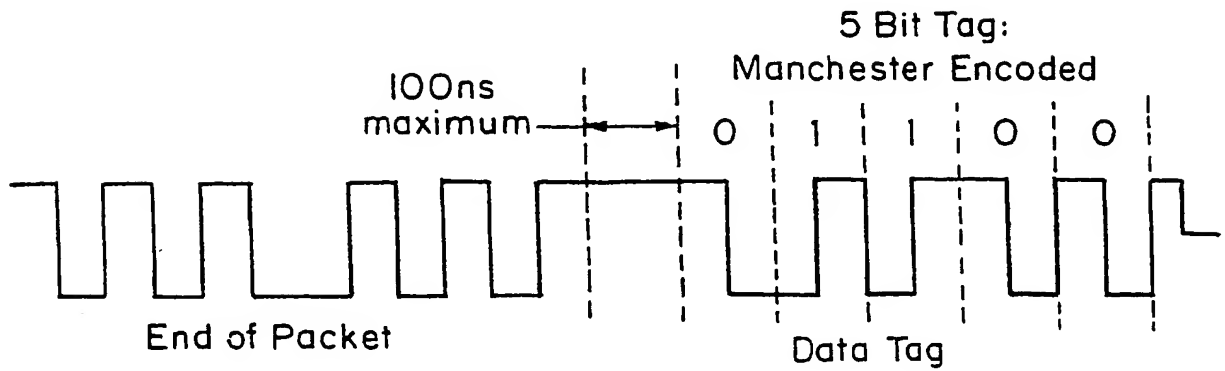 5 Bit Tag:
Manchester Encoded
100ns
maximum
0 1 1 0 0
End of Packet
Data Tag